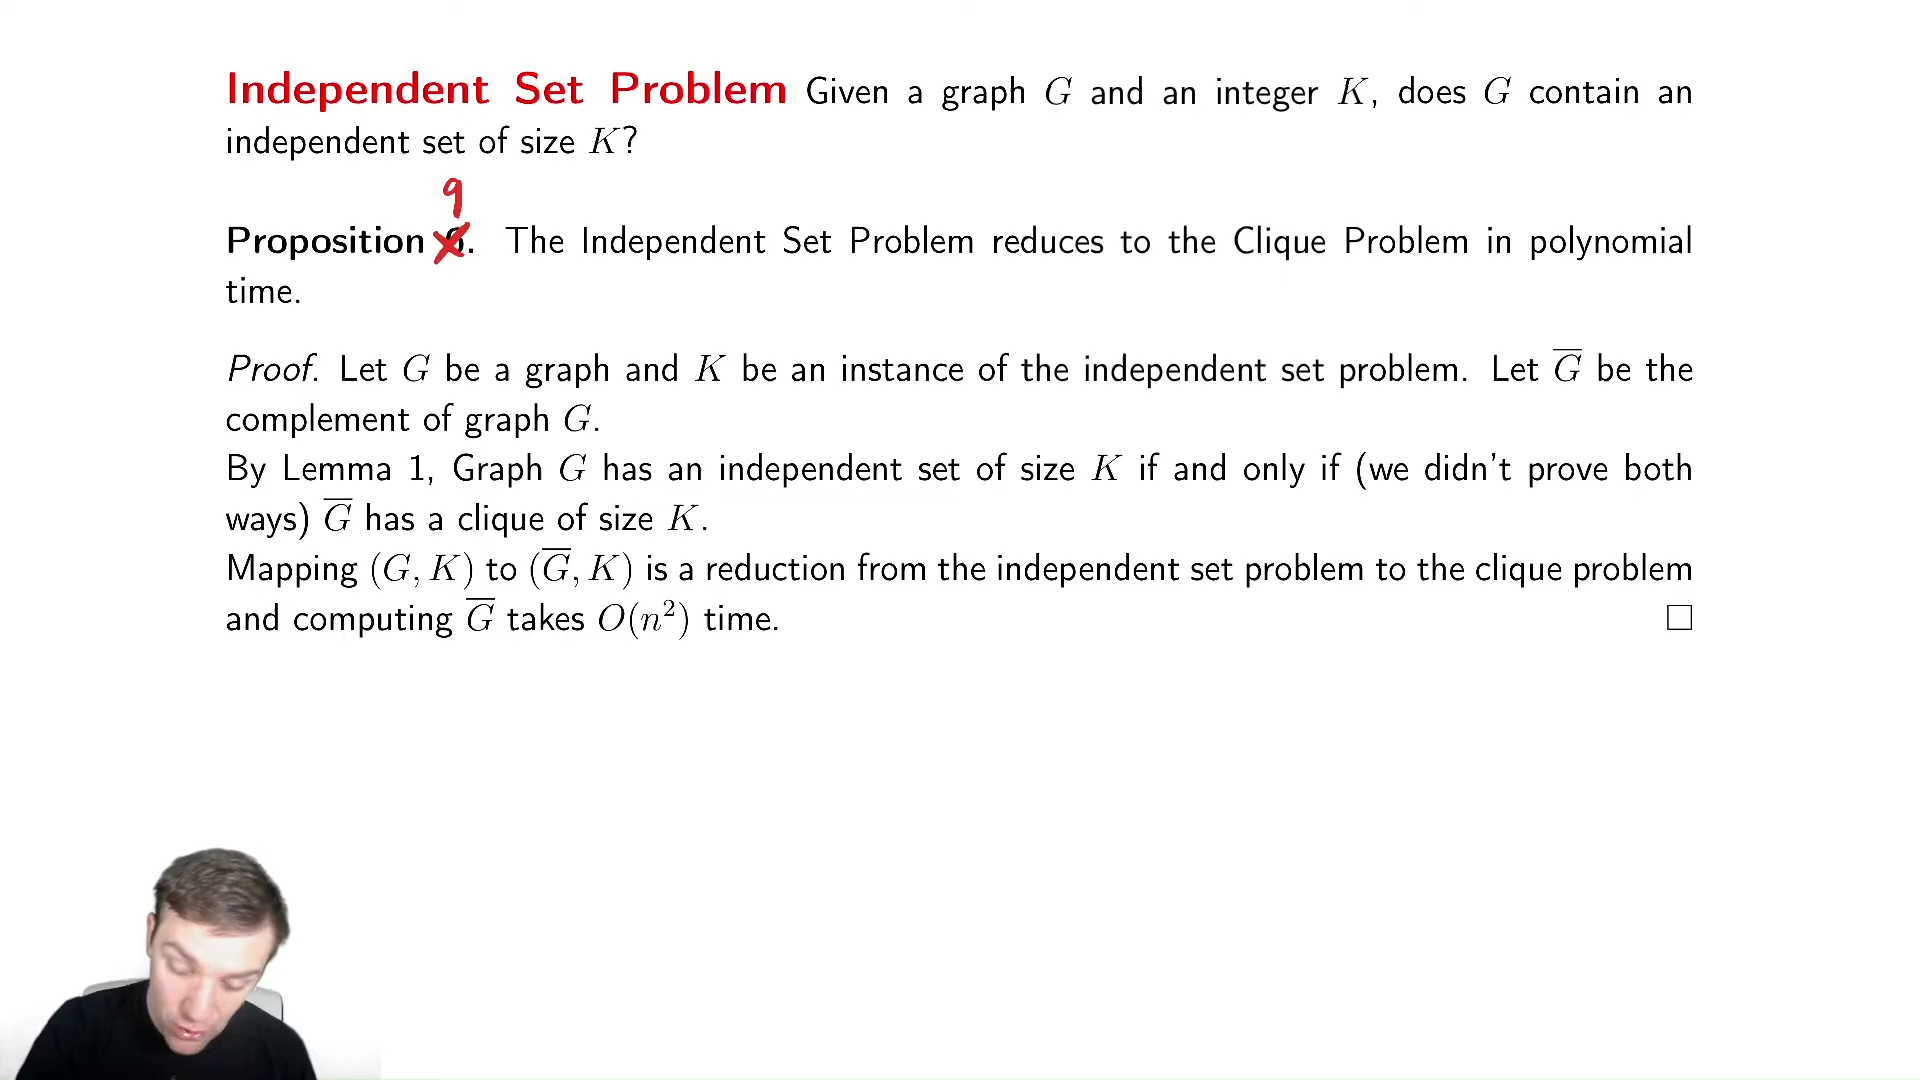 Independent Set Problem Given a graph G and an integer K, does G contain an
independent set of size K?
9
Proposition 6. The Independent Set Problem reduces to the Clique Problem in polynomial
time.
Proof. Let G be a graph and K be an instance of the independent set problem. Let G̅ be the
complement of graph G.
By Lemma 1, Graph G has an independent set of size K if and only if (we didn't prove both
ways) G̅ has a clique of size K.
Mapping (G, K) to (G̅, K) is a reduction from the independent set problem to the clique problem
and computing G̅ takes O(n²) time. □